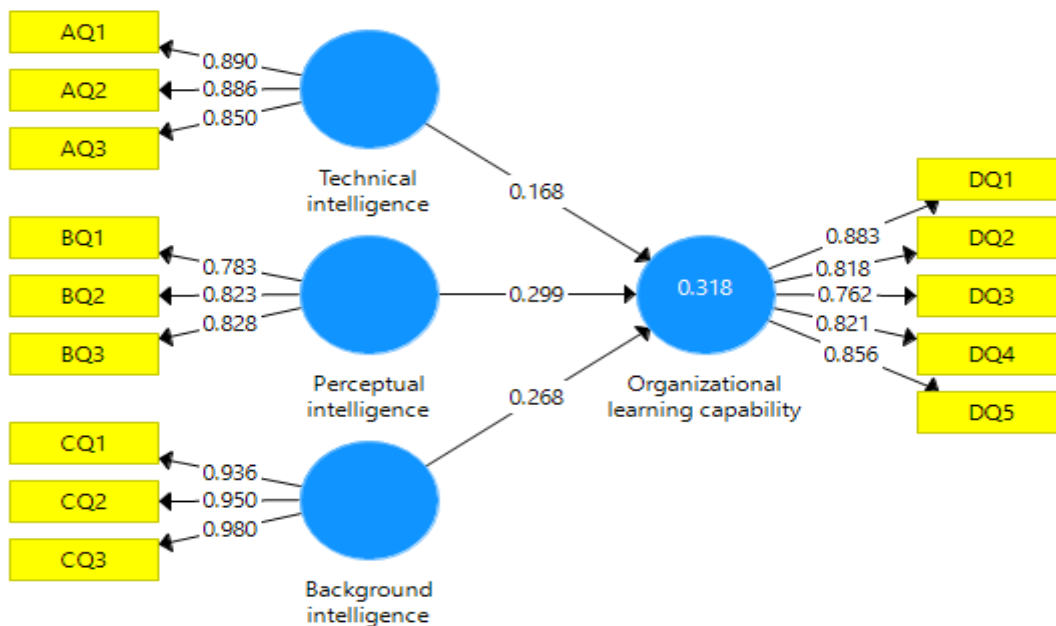 AQ1
0.890
AQ2
0.886
AQ3
0.850
Technical
intelligence
0.168
BQ1
0.783
BQ2
0.823
BQ3
0.828
Perceptual
intelligence
0.299
CQ1
0.936
CQ2
0.950
CQ3
0.980
Background
intelligence
0.268
0.318
Organizational
learning capability
DQ1
0.883
DQ2
0.818
DQ3
0.762
DQ4
0.821
DQ5
0.856